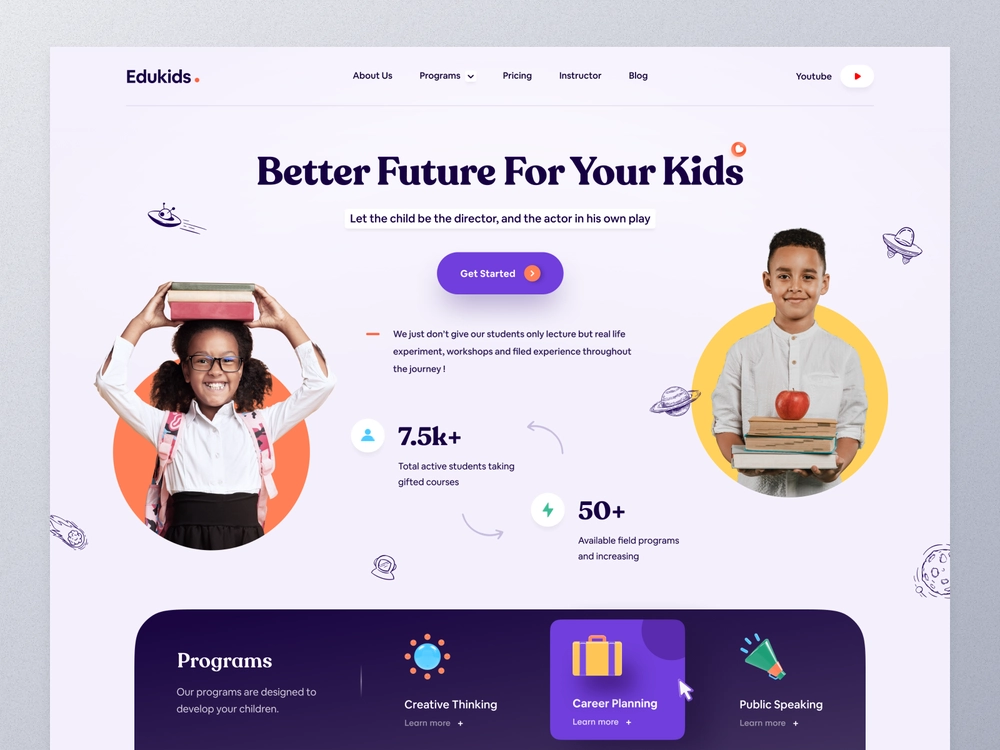 Edukids
About Us
Programs
Pricing
Instructor
Blog
Youtube
Better Future For Your Kids
Let the child be the director, and the actor in his own play
Get Started
We just don't give our students only lecture but real life
experiment, workshops and filed experience throughout
the journey !
7.5k+
Total active students taking
gifted courses
50+
Available field programs
and increasing
Programs
Our programs are designed to
develop your children.
Creative Thinking
Learn more +
Career Planning
Learn more +
Public Speaking
Learn more +